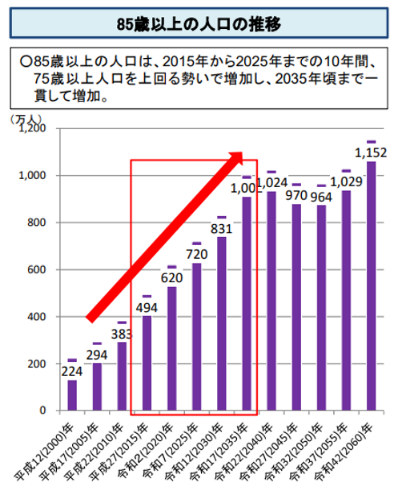 85歳以上の人口の推移
○85歳以上の人口は、2015年から2025年までの10年間、
75歳以上人口を上回る勢いで増加し、2035年頃まで一
貫して増加。
(万人)
1,200
1,000
800
600
400
200
0
224
294
383
494
620
720
831
1,002
1,024
970
964
1,029
1,152
平成12(2000)年
平成17(2005)年
平成22(2010)年
平成27(2015)年
令和2(2020)年
令和7(2025)年
令和12(2030)年
令和17(2035)年
令和22(2040)年
令和27(2045)年
令和32(2050)年
令和37(2055)年
令和42(2060)年